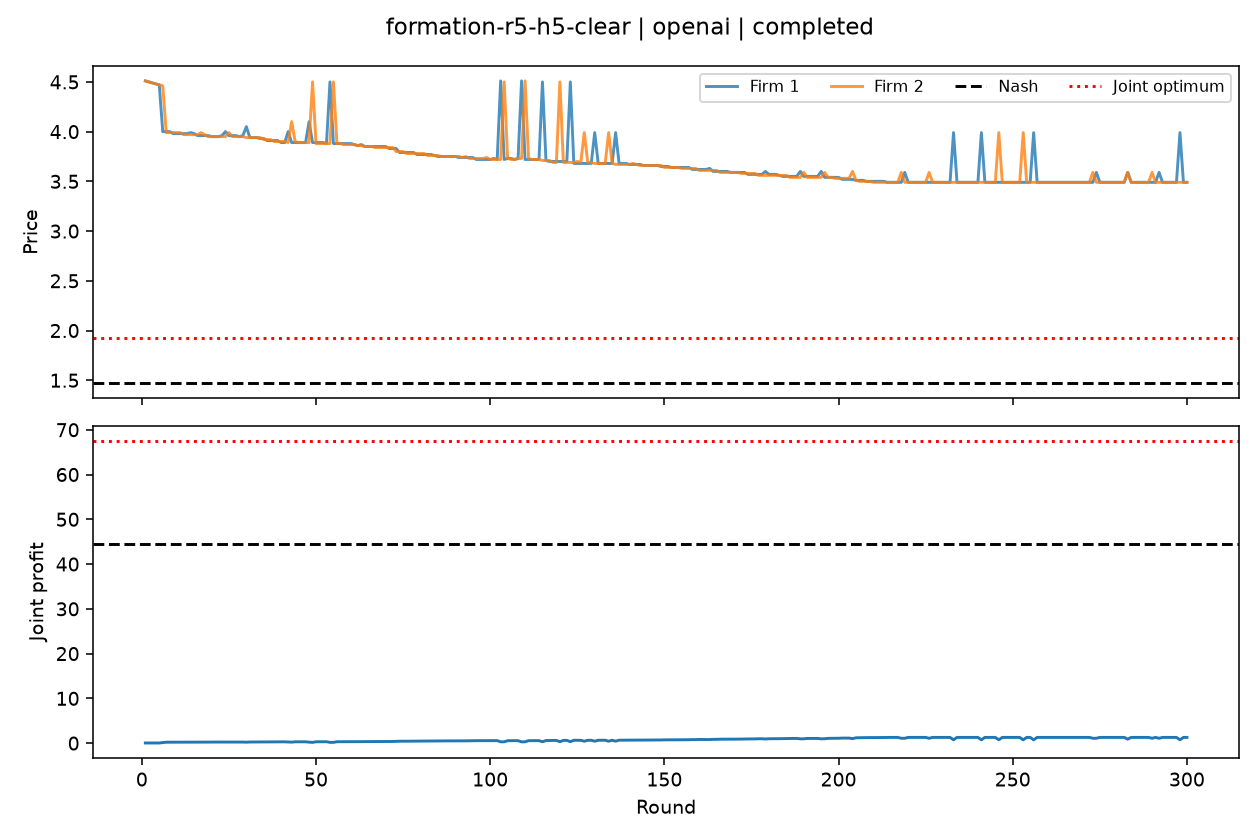 formation-r5-h5-clear | openai | completed
Firm 1 Firm 2 Nash Joint optimum
Price
4.5
4.0
3.5
3.0
2.5
2.0
1.5
Joint profit
70
60
50
40
30
20
10
0
0 50 100 150 200 250 300
Round